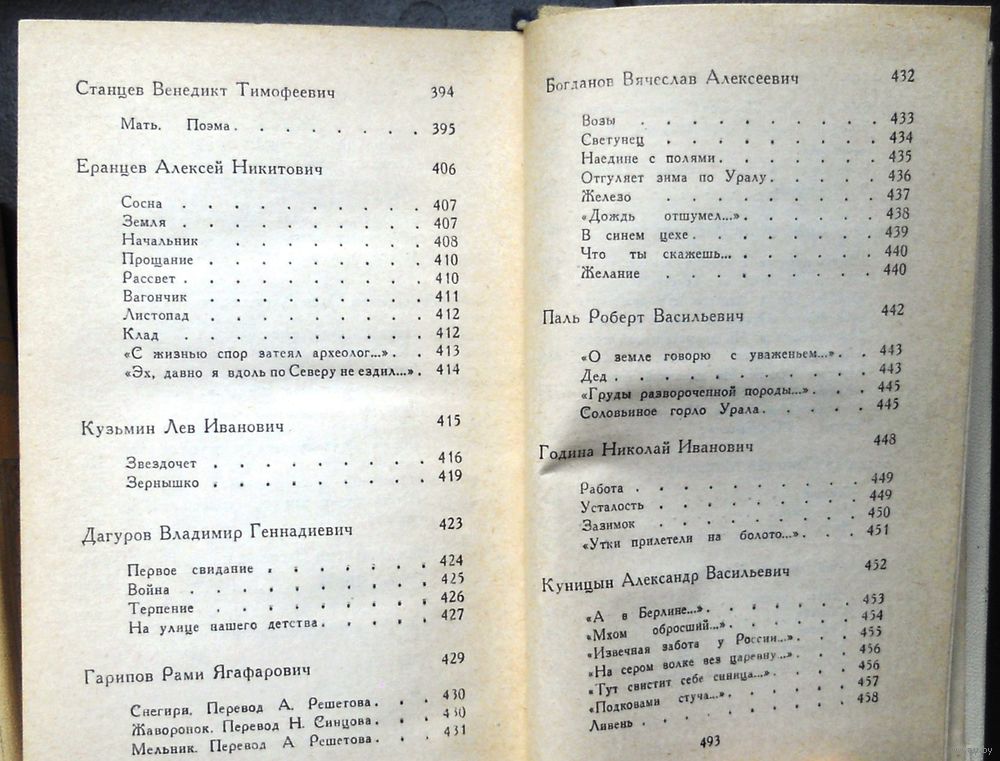 Станцев Венедикт Тимофеевич 394
Мать. Поэма . . . . . . . . 395
Еранцев Алексей Никитович 406
Сосна . . . . . . . . . . 407
Земля . . . . . . . . . . 407
Начальник . . . . . . . . 408
Прощание . . . . . . . . . 410
Рассвет . . . . . . . . . . 410
Вагончик . . . . . . . . . 411
Листопад . . . . . . . . . 412
Клад . . . . . . . . . . 412
«С жизнью спор затеял археолог...» . . 413
«Эх, давно я вдоль по Северу не ездил...» . 414
Кузьмин Лев Иванович 415
Звездочет . . . . . . . . . 416
Зернышко . . . . . . . . . 419
Дагуров Владимир Геннадиевич 423
Первое свидание . . . . . . . 424
Война . . . . . . . . . . 425
Терпение . . . . . . . . . 426
На улице нашего детства . . . . . 427
Гарипов Рами Ягафарович 429
Снегири. Перевод А. Решетова . . . 430
Жаворонок. Перевод Н. Синцова . . . 430
Мельник. Перевод А. Решетова . . . 431
Богданов Вячеслав Алексеевич 432
Возы . . . . . . . . . . 433
Светунец . . . . . . . . . 434
Наедине с полями . . . . . . . 435
Отгуляет зима по Уралу . . . . . 436
Железо . . . . . . . . . 437
«Дождь отшумел...» . . . . . . 438
В синем цехе . . . . . . . . 439
Что ты скажешь... . . . . . . 440
Желание . . . . . . . . . 440
Паль Роберт Васильевич 442
«О земле говорю с уваженьем...» . . 443
Дед . . . . . . . . . . 443
«Груды развороченной породы...» . . . 445
Соловьиное горло Урала . . . . . 445
Година Николай Иванович 448
Работа . . . . . . . . . 449
Усталость . . . . . . . . 449
Зазимок . . . . . . . . . 450
«Утки прилетели на болото...» . . . 451
Куницын Александр Васильевич 452
«А в Берлине...» . . . . . . 453
«Мхом обросший...» . . . . . 454
«Извечная забота у России...» . . . 455
«На сером волке вез царевну...» . . . 456
«Тут свистит себе синица...» . . . . 456
«Подковами стуча...» . . . . . 457
Ливень . . . . . . . . . 458
493